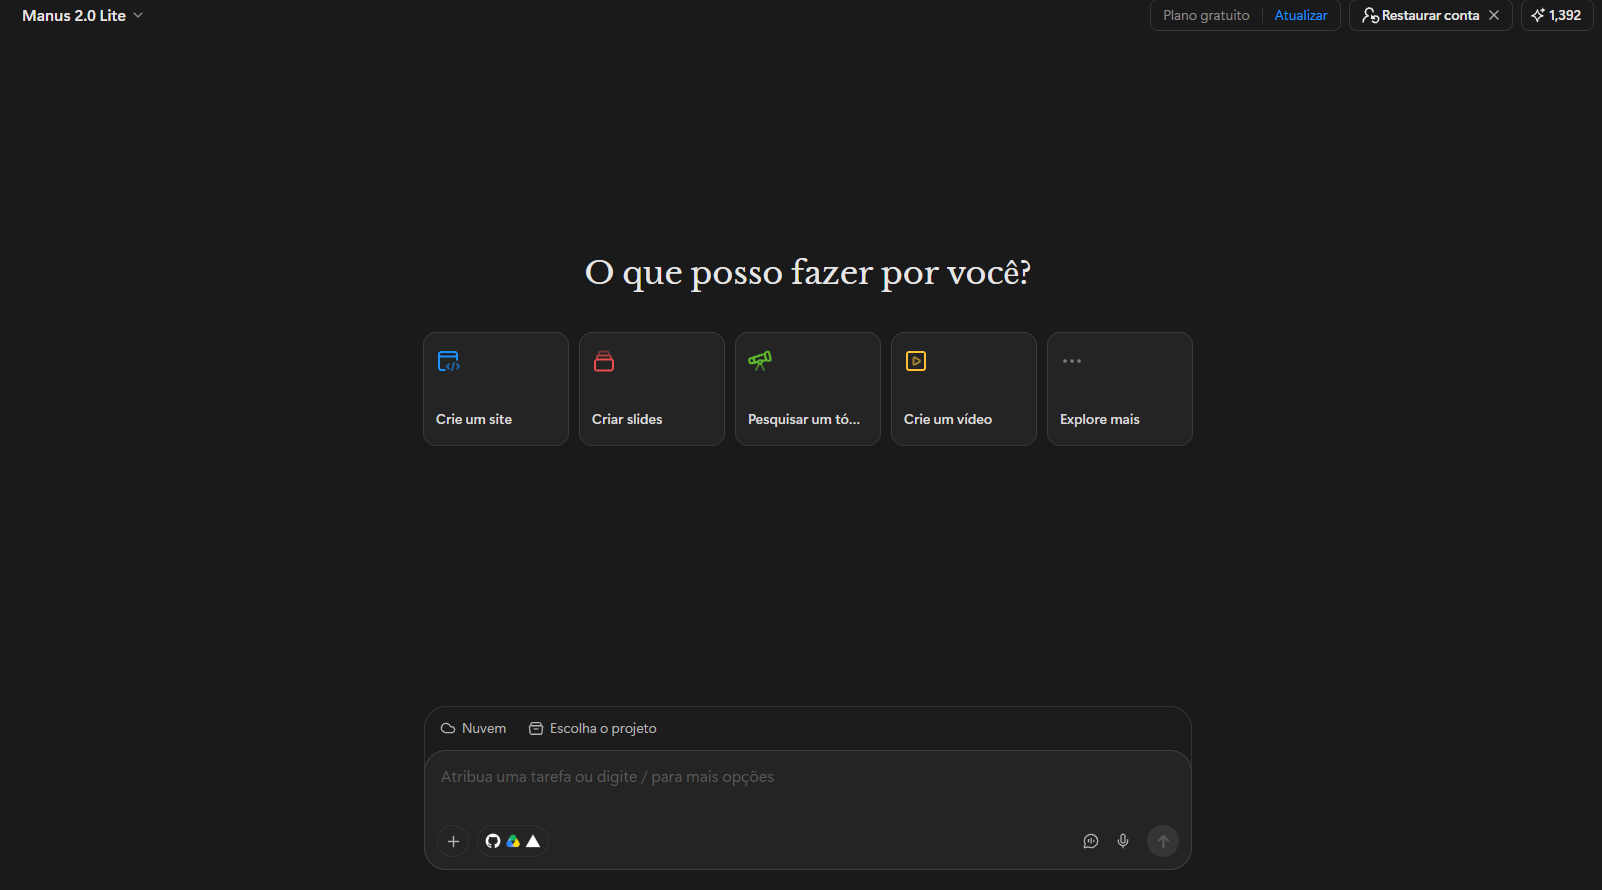 Manus 2.0 Lite
Plano gratuito
Atualizar
Restaurar conta
1,392
O que posso fazer por você?
Crie um site
Criar slides
Pesquisar um tó...
Crie um vídeo
Explore mais
Nuvem
Escolha o projeto
Atribua uma tarefa ou digite / para mais opções